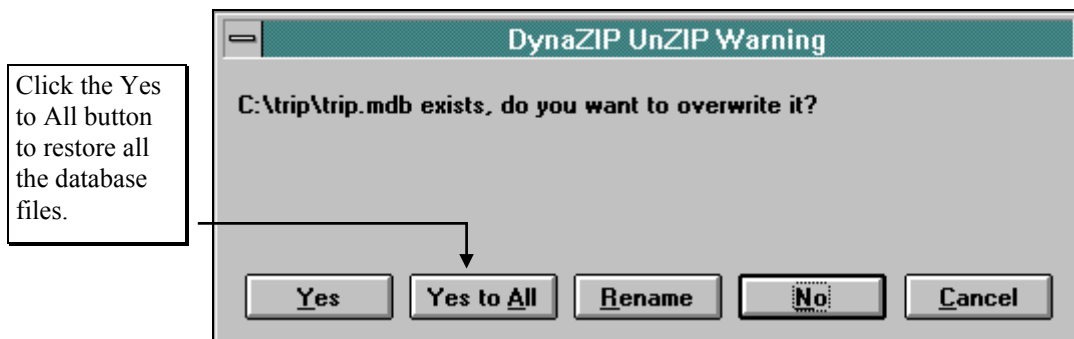 DynaZIP UnZIP Warning
Click the Yes
to All button
to restore all
the database
files.
C:\trip\trip.mdb exists, do you want to overwrite it?
Yes
Yes to All
Rename
No
Cancel